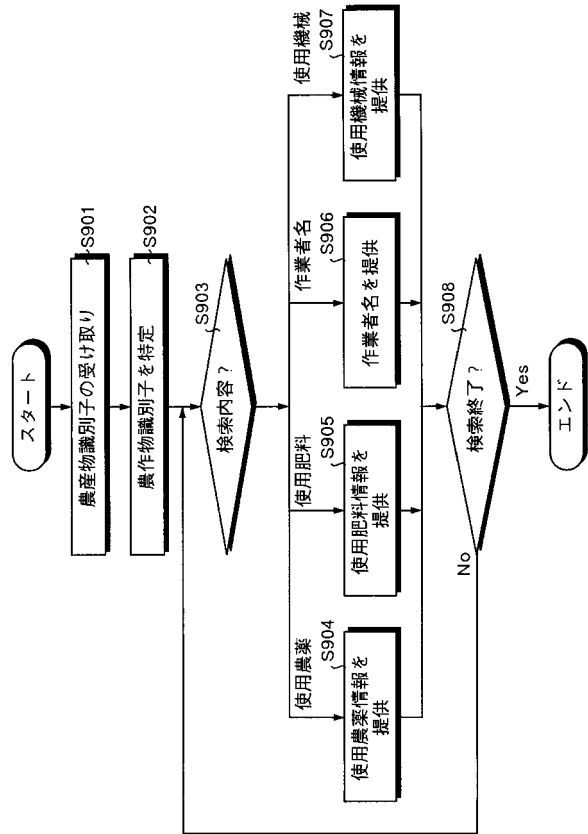 スタート
農産物識別子の受け取り
S901
農作物識別子を特定
S902
検索内容？
S903
使用農薬
S904
使用農薬情報を
提供
使用肥料
S905
使用肥料情報を
提供
作業者名
S906
作業者名を提供
使用機械
S907
使用機械情報を
提供
検索終了？
S908
No
Yes
エンド